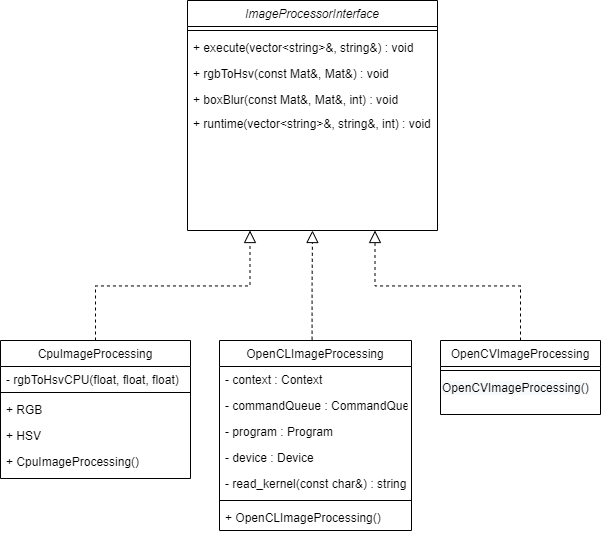 ImageProcessorInterface
+ execute(vector<string>&, string&) : void
+ rgbToHsv(const Mat&, Mat&) : void
+ boxBlur(const Mat&, Mat&, int) : void
+ runtime(vector<string>&, string&, int) : void
CpuImageProcessing
- rgbToHsvCPU(float, float, float)
+ RGB
+ HSV
+ CpuImageProcessing()
OpenCLImageProcessing
- context : Context
- commandQueue : CommandQue
- program : Program
- device : Device
- read_kernel(const char&) : string
+ OpenCLImageProcessing()
OpenCVImageProcessing
OpenCVImageProcessing()